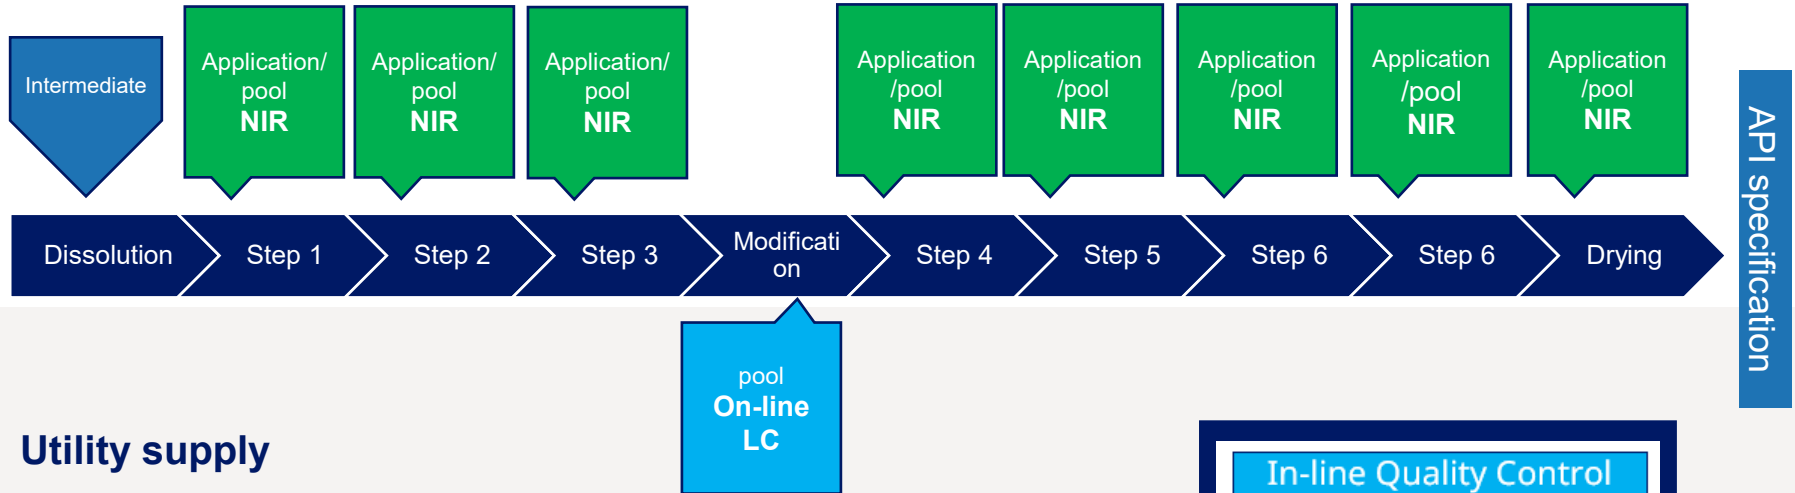 Intermediate
Application/
pool
NIR
Application/
pool
NIR
Application/
pool
NIR
Application
/pool
NIR
Application
/pool
NIR
Application
/pool
NIR
Application
/pool
NIR
Application
/pool
NIR
API specification
Dissolution
Step 1
Step 2
Step 3
Modificati
on
Step 4
Step 5
Step 6
Step 6
Drying
pool
On-line
LC
Utility supply
In-line Quality Control